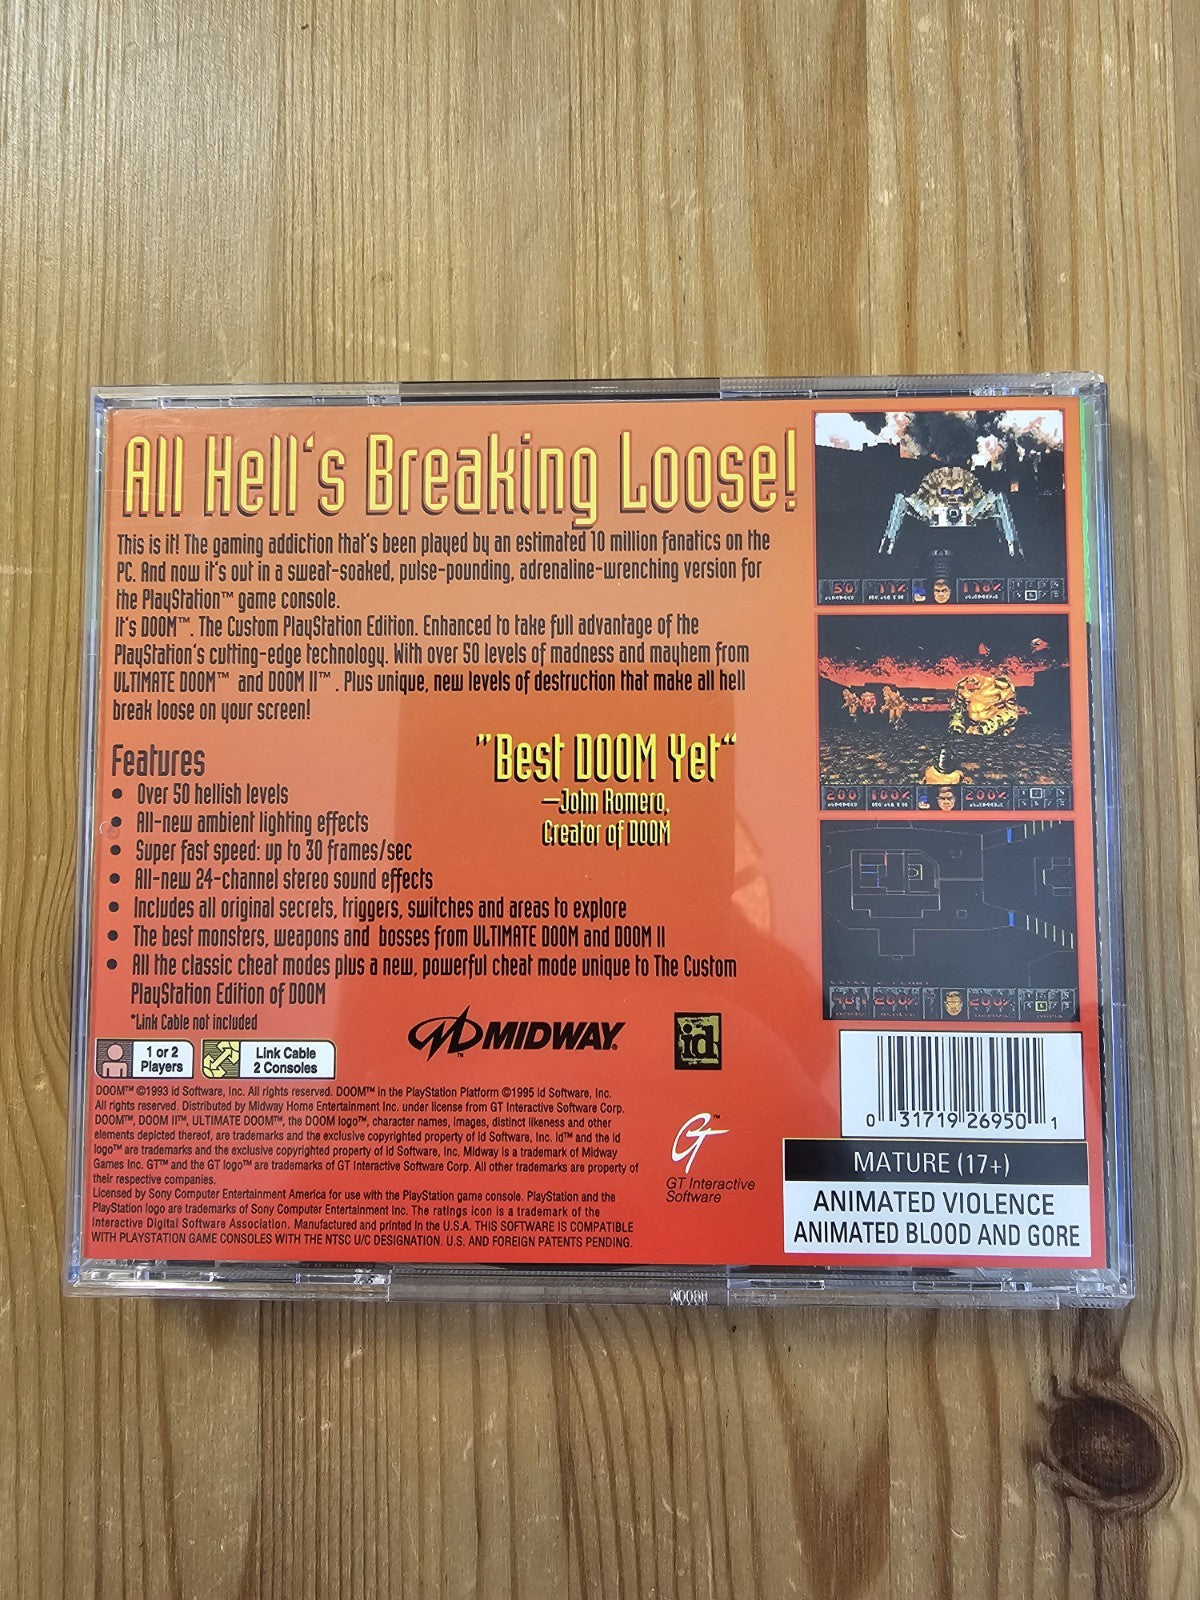 All Hell's Breaking Loose!
This is it! The gaming addiction that's been played by an estimated 10 million fanatics on the
PC. And now it's out in a sweat-soaked, pulse-pounding, adrenaline-wrenching version for
the PlayStation™ game console.
It's DOOM™. The Custom PlayStation Edition. Enhanced to take full advantage of the
PlayStation's cutting-edge technology. With over 50 levels of madness and mayhem from
ULTIMATE DOOM™ and DOOM II™. Plus unique, new levels of destruction that make all hell
break loose on your screen!
"Best DOOM Yet"
—John Romero,
Creator of DOOM
Features
• Over 50 hellish levels
• All-new ambient lighting effects
• Super fast speed: up to 30 frames/sec
• All-new 24-channel stereo sound effects
• Includes all original secrets, triggers, switches and areas to explore
• The best monsters, weapons and bosses from ULTIMATE DOOM and DOOM II
• All the classic cheat modes plus a new, powerful cheat mode unique to The Custom
PlayStation Edition of DOOM
*Link Cable not included
1 or 2
Players
Link Cable
2 Consoles
MIDWAY
id
DOOM™ ©1993 id Software, Inc. All rights reserved. DOOM™ in the PlayStation Platform ©1995 id Software, Inc.
All rights reserved. Distributed by Midway Home Entertainment Inc. under license from GT Interactive Software Corp.
DOOM™, DOOM II™, ULTIMATE DOOM™, the DOOM logo™, character names, images, distinct likeness and other
elements depicted thereof, are trademarks and the exclusive copyrighted property of id Software, Inc. id™ and the id
logo™ are trademarks and the exclusive copyrighted property of id Software, Inc. Midway is a trademark of Midway
Games Inc. GT™ and the GT logo™ are trademarks of GT Interactive Software Corp. All other trademarks are property of
their respective companies.
Licensed by Sony Computer Entertainment America for use with the PlayStation game console. PlayStation and the
PlayStation logo are trademarks of Sony Computer Entertainment Inc. The ratings icon is a trademark of the
Interactive Digital Software Association. Manufactured and printed in the U.S.A. THIS SOFTWARE IS COMPATIBLE
WITH PLAYSTATION GAME CONSOLES WITH THE NTSC U/C DESIGNATION. U.S. AND FOREIGN PATENTS PENDING.
GT™
GT Interactive
Software
50 77% 118%
200 100% 200%
200% 200%
0 31719 26950 1
MATURE (17+)
ANIMATED VIOLENCE
ANIMATED BLOOD AND GORE